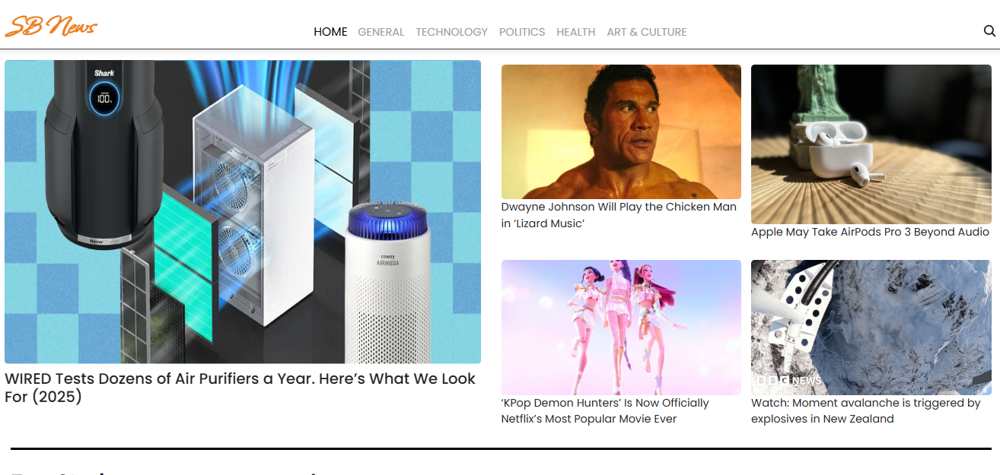 SB News
HOME GENERAL TECHNOLOGY POLITICS HEALTH ART & CULTURE
Shark
100
NeverChange
coway
AIRMEGA
WIRED Tests Dozens of Air Purifiers a Year. Here’s What We Look
For (2025)
Dwayne Johnson Will Play the Chicken Man
in ‘Lizard Music’
Apple May Take AirPods Pro 3 Beyond Audio
‘KPop Demon Hunters’ Is Now Officially
Netflix’s Most Popular Movie Ever
BBC NEWS
Watch: Moment avalanche is triggered by
explosives in New Zealand